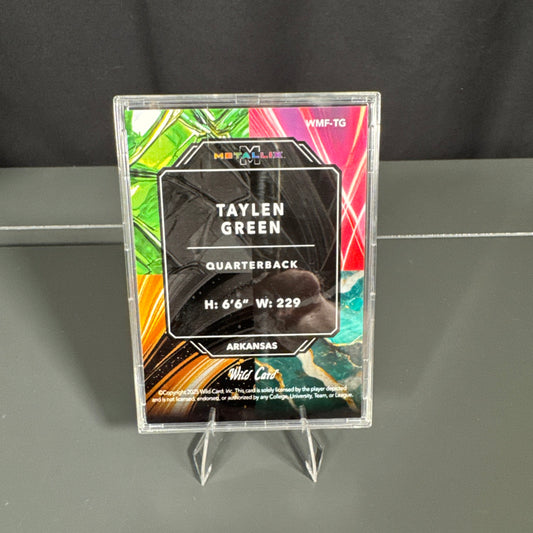 WMF-TG
M
METALLIX
TAYLEN
GREEN
QUARTERBACK
H: 6'6" W: 229
ARKANSAS
Wild Card
©Copyright 2025 Wild Card, Inc. This card is solely licensed by the player depicted
and is not licensed, endorsed, or authorized by any College, University, Team, or League.